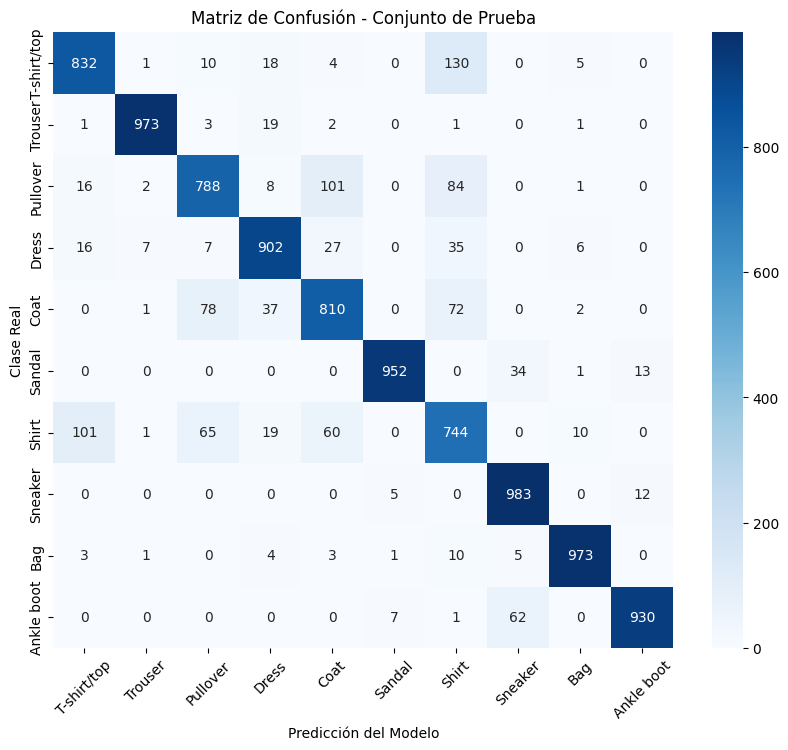 Matriz de Confusión - Conjunto de Prueba
T-shirt/top 832 1 10 18 4 0 130 0 5 0
Trouser 1 973 3 19 2 0 1 0 1 0
Pullover 16 2 788 8 101 0 84 0 1 0
Dress 16 7 7 902 27 0 35 0 6 0
Coat 0 1 78 37 810 0 72 0 2 0
Sandal 0 0 0 0 0 952 0 34 1 13
Shirt 101 1 65 19 60 0 744 0 10 0
Sneaker 0 0 0 0 0 5 0 983 0 12
Bag 3 1 0 4 3 1 10 5 973 0
Ankle boot 0 0 0 0 0 7 1 62 0 930
Clase Real
T-shirt/top Trouser Pullover Dress Coat Sandal Shirt Sneaker Bag Ankle boot
Predicción del Modelo
800
600
400
200
0